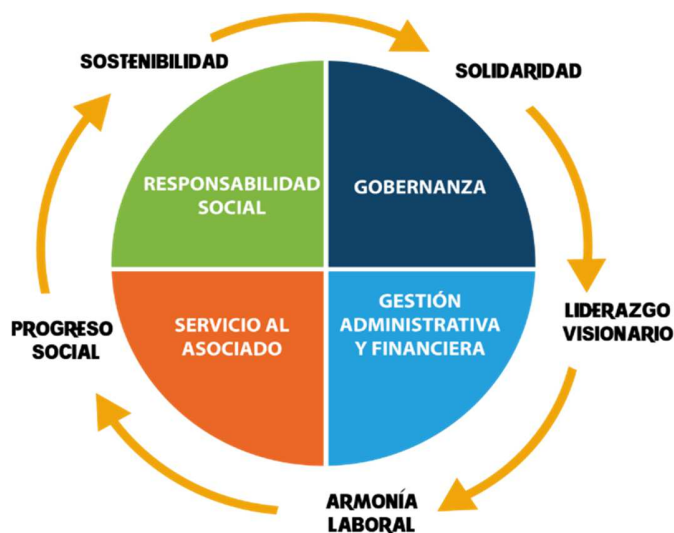 SOSTENIBILIDAD
SOLIDARIDAD
RESPONSABILIDAD
SOCIAL
GOBERNANZA
GESTIÓN
ADMINISTRATIVA
Y FINANCIERA
SERVICIO AL
ASOCIADO
LIDERAZGO
VISIONARIO
PROGRESO
SOCIAL
ARMONÍA
LABORAL